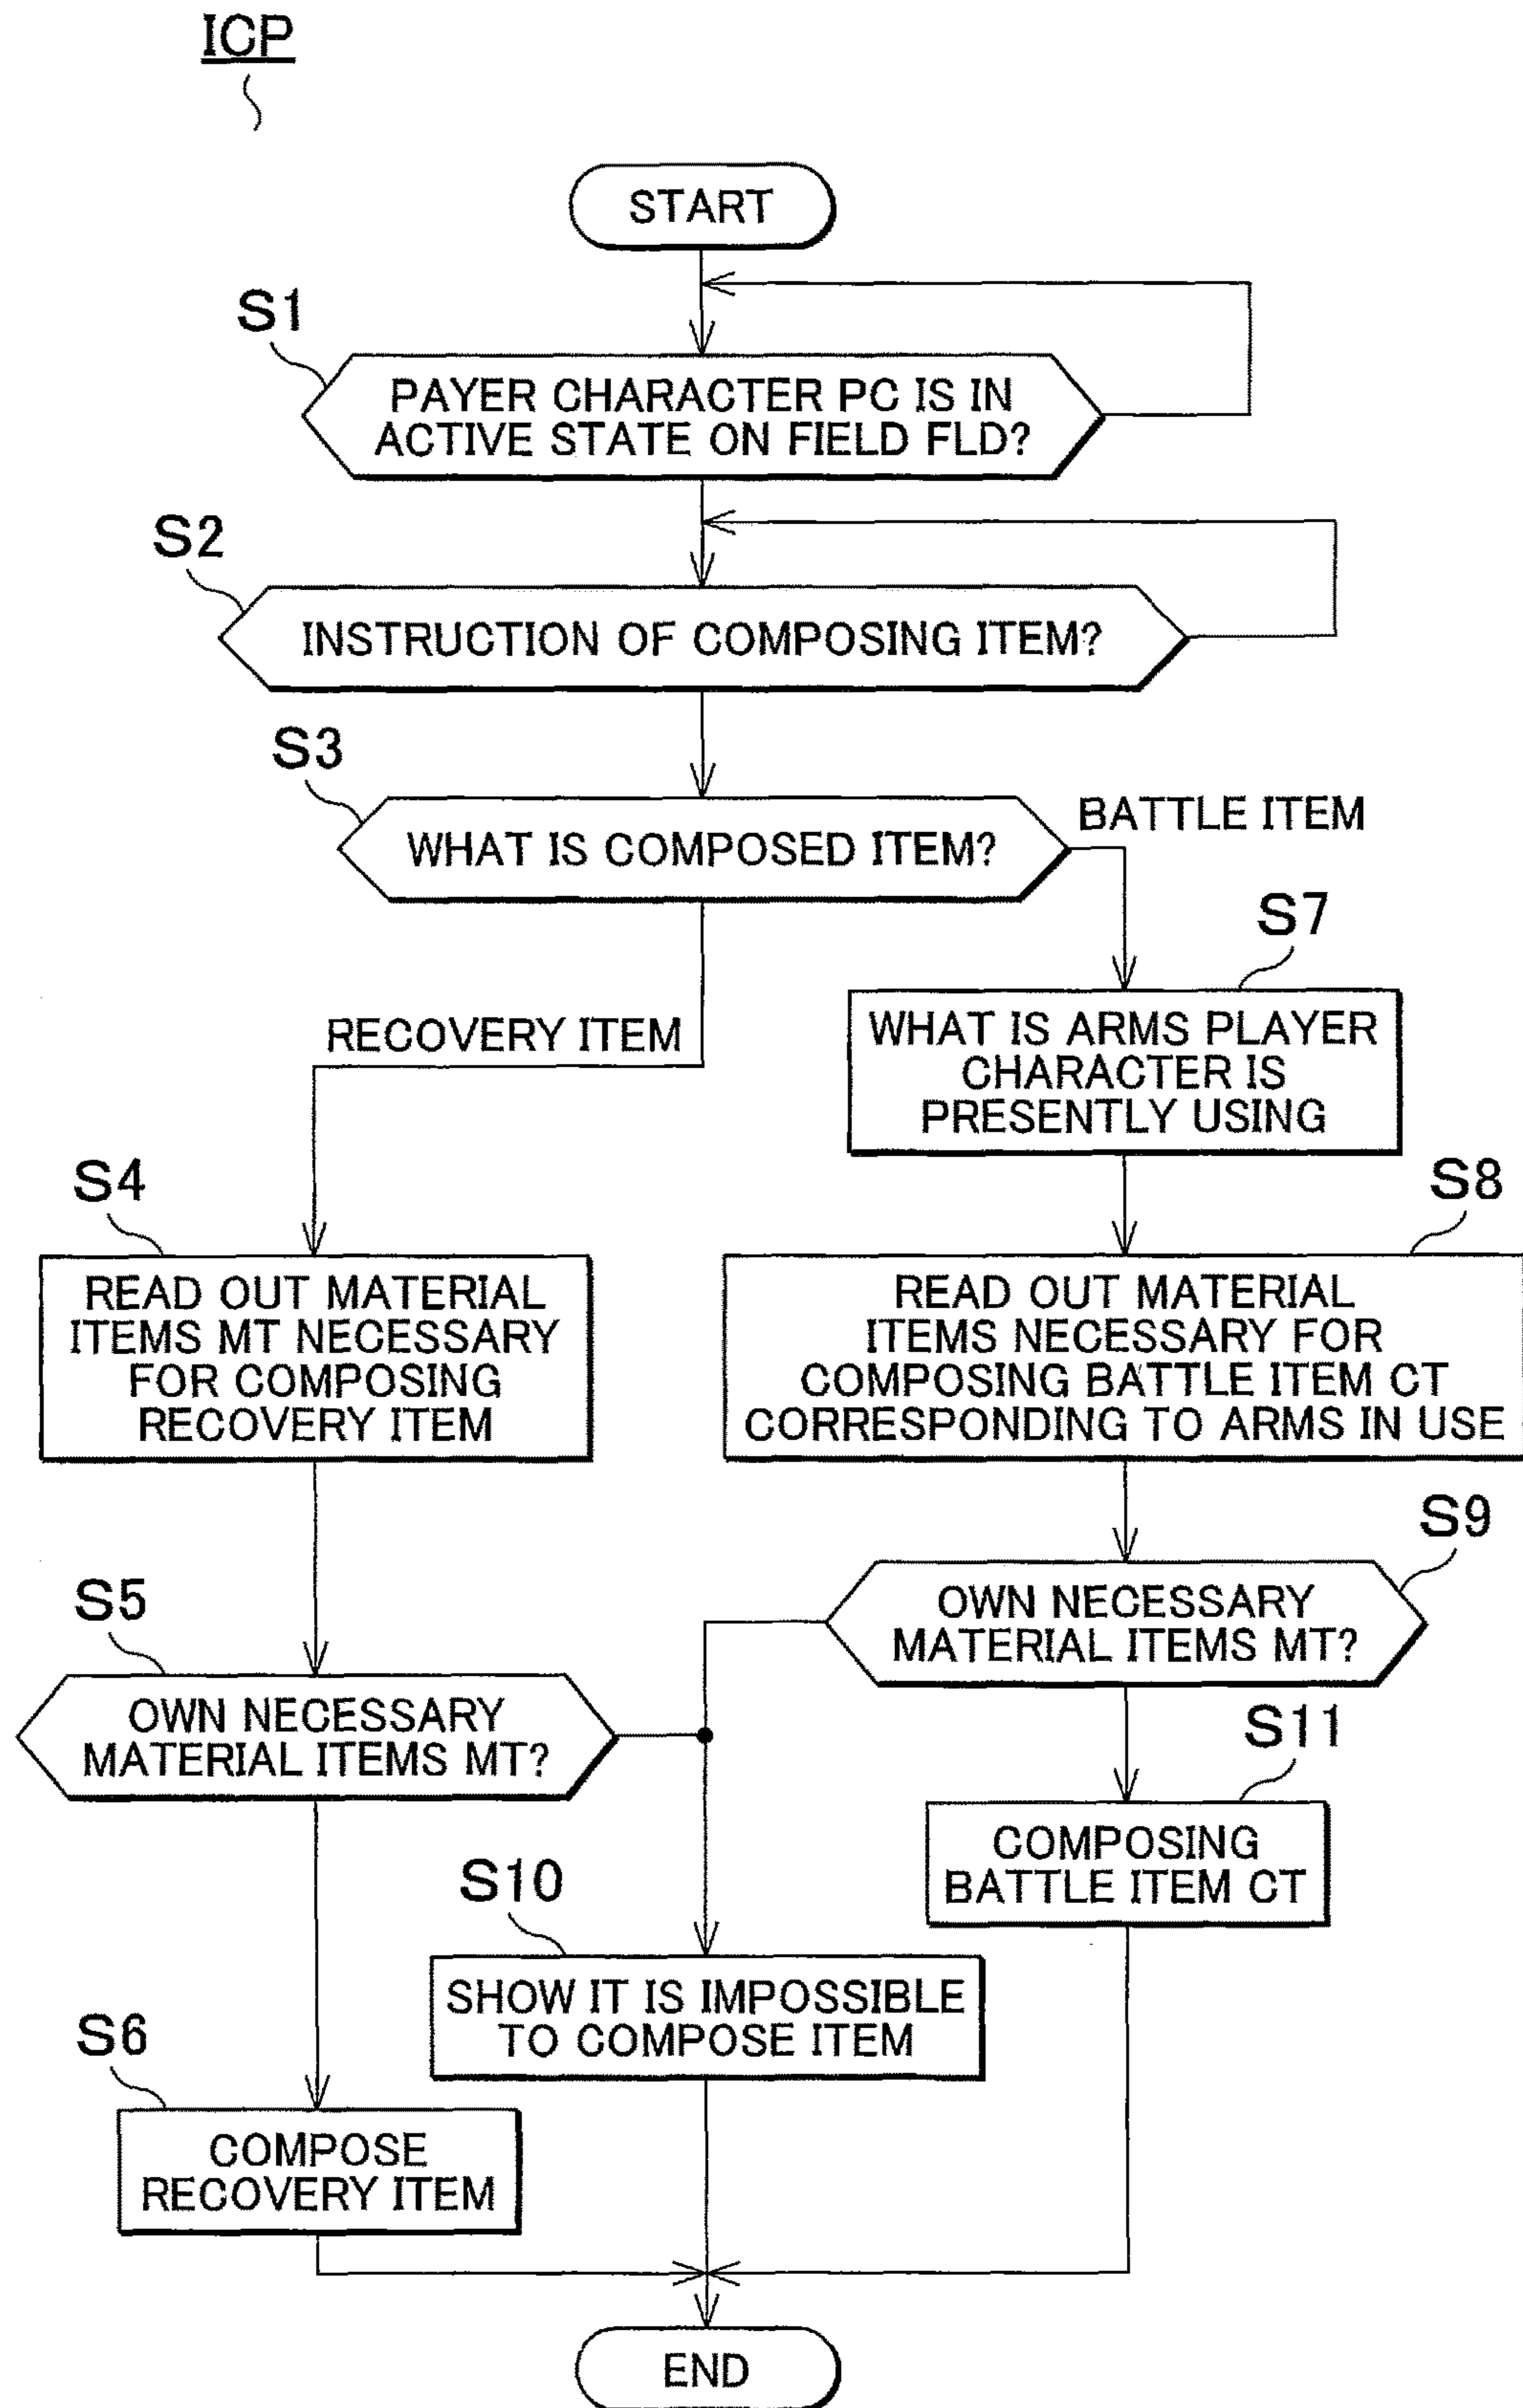 ICP
START
S1
PAYER CHARACTER PC IS IN
ACTIVE STATE ON FIELD FLD?
S2
INSTRUCTION OF COMPOSING ITEM?
S3
WHAT IS COMPOSED ITEM?
BATTLE ITEM
RECOVERY ITEM
S7
WHAT IS ARMS PLAYER
CHARACTER IS
PRESENTLY USING
S4
READ OUT MATERIAL
ITEMS MT NECESSARY
FOR COMPOSING
RECOVERY ITEM
S8
READ OUT MATERIAL
ITEMS NECESSARY FOR
COMPOSING BATTLE ITEM CT
CORRESPONDING TO ARMS IN USE
S5
OWN NECESSARY
MATERIAL ITEMS MT?
S9
OWN NECESSARY
MATERIAL ITEMS MT?
S11
COMPOSING
BATTLE ITEM CT
S10
SHOW IT IS IMPOSSIBLE
TO COMPOSE ITEM
S6
COMPOSE
RECOVERY ITEM
END